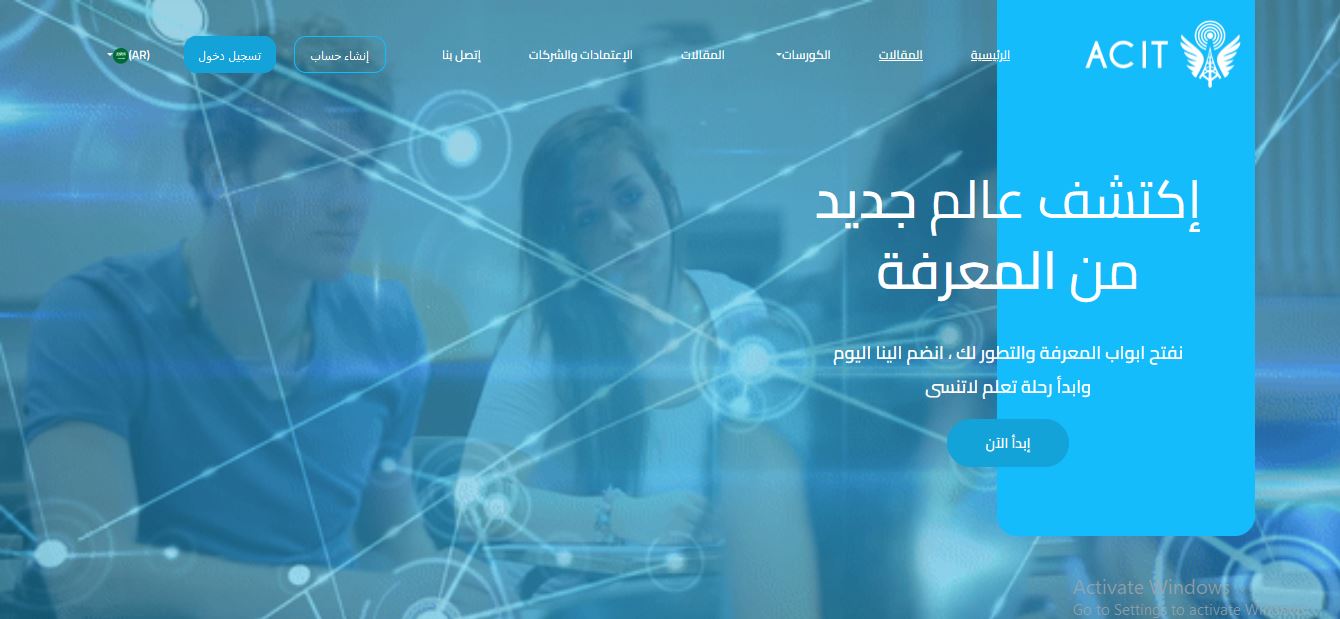 ACIT
الرئيسية
المقالات
الكورسات
المقالات
الإعتمادات والشركات
إتصل بنا
إنشاء حساب
تسجيل دخول
(AR)
إكتشف عالم جديد
من المعرفة
نفتح ابواب المعرفة والتطور لك ، انضم الينا اليوم
وابدأ رحلة تعلم لاتنسى
إبدأ الآن
Activate Windows
Go to Settings to activate Windows.